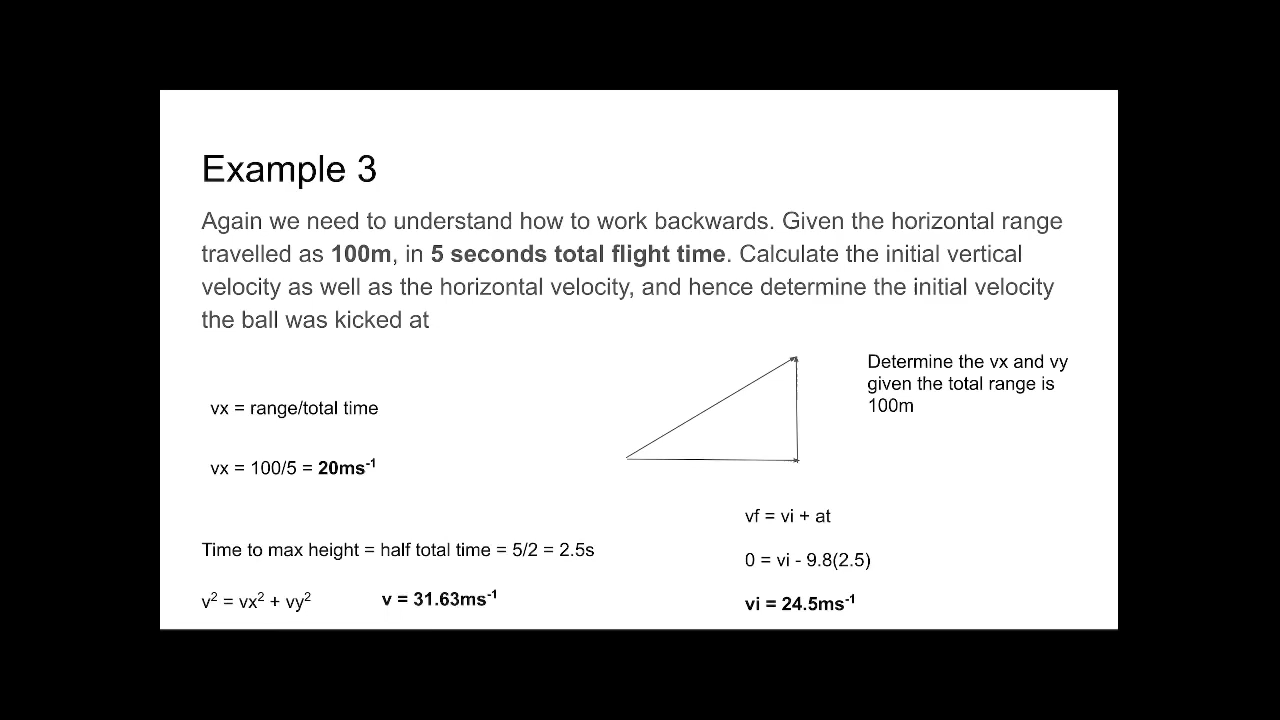 Example 3
Again we need to understand how to work backwards. Given the horizontal range
travelled as 100m, in 5 seconds total flight time. Calculate the initial vertical
velocity as well as the horizontal velocity, and hence determine the initial velocity
the ball was kicked at
Determine the vx and vy
given the total range is
100m
vx = range/total time
vx = 100/5 = 20ms⁻¹
vf = vi + at
Time to max height = half total time = 5/2 = 2.5s
0 = vi - 9.8(2.5)
v² = vx² + vy²
v = 31.63ms⁻¹
vi = 24.5ms⁻¹